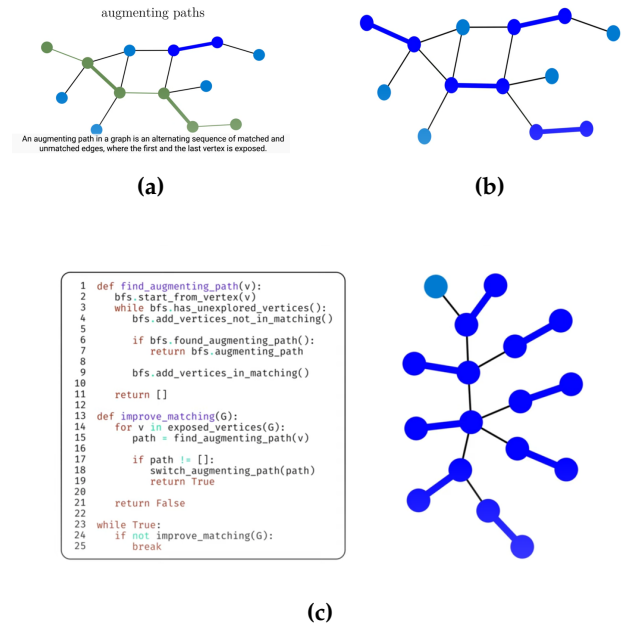 augmenting paths
An augmenting path in a graph is an alternating sequence of matched and
unmatched edges, where the first and the last vertex is exposed.
(a)
(b)
1 def find_augmenting_path(v):
2 bfs.start_from_vertex(v)
3 while bfs.has_unexplored_vertices():
4 bfs.add_vertices_not_in_matching()
5
6 if bfs.found_augmenting_path():
7 return bfs.augmenting_path
8
9 bfs.add_vertices_in_matching()
10
11 return []
12
13 def improve_matching(G):
14 for v in exposed_vertices(G):
15 path = find_augmenting_path(v)
16
17 if path != []:
18 switch_augmenting_path(path)
19 return True
20
21 return False
22
23 while True:
24 if not improve_matching(G):
25 break
(c)